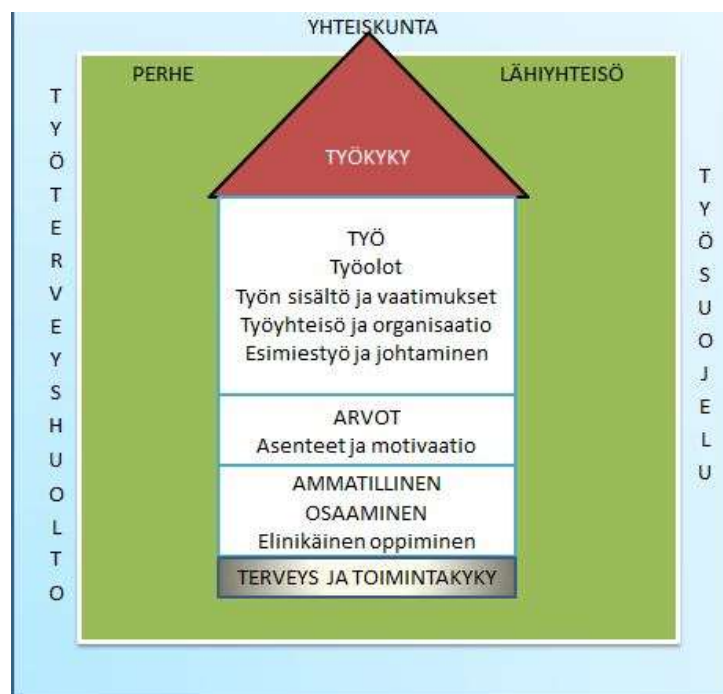 YHTEISKUNTA
PERHE
LÄHIYHTEISÖ
TYÖTERVEYSHUOLTO
TYÖKYKY
TYÖ
Työolot
Työn sisältö ja vaatimukset
Työyhteisö ja organisaatio
Esimiestyö ja johtaminen
ARVOT
Asenteet ja motivaatio
AMMATILLINEN
OSAAMINEN
Elinikäinen oppiminen
TERVEYS JA TOIMINTAKYKY
TYÖSUOJELU